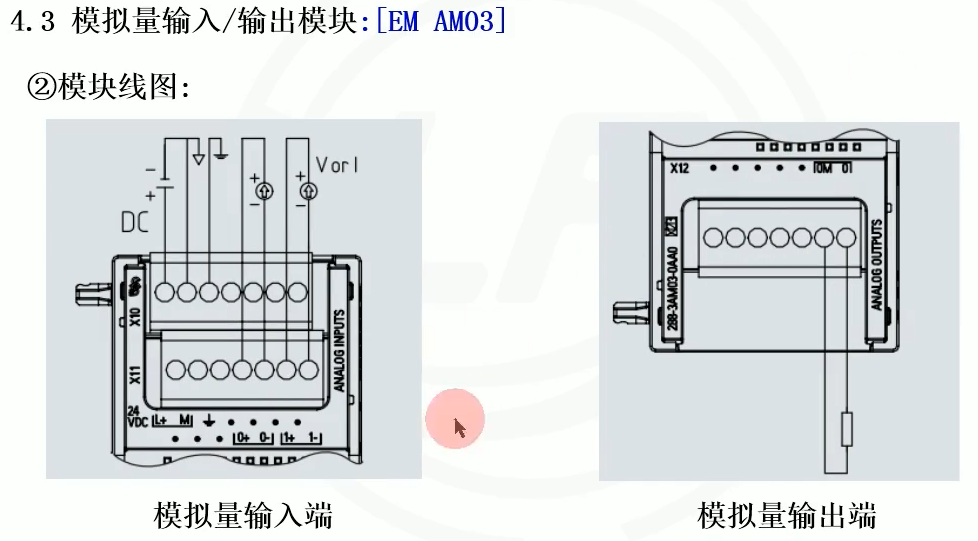 4.3 模拟量输入/输出模块:[EM AM03]
②模块线图:
DC
- +
+ -
+ -
V or I
X10
X11
ANALOG INPUTS
24 VDC
L+ M
0+ 0- 1+ 1-
X12
0M 0
288-3AM03-0AA0
ANALOG OUTPUTS
模拟量输入端
模拟量输出端